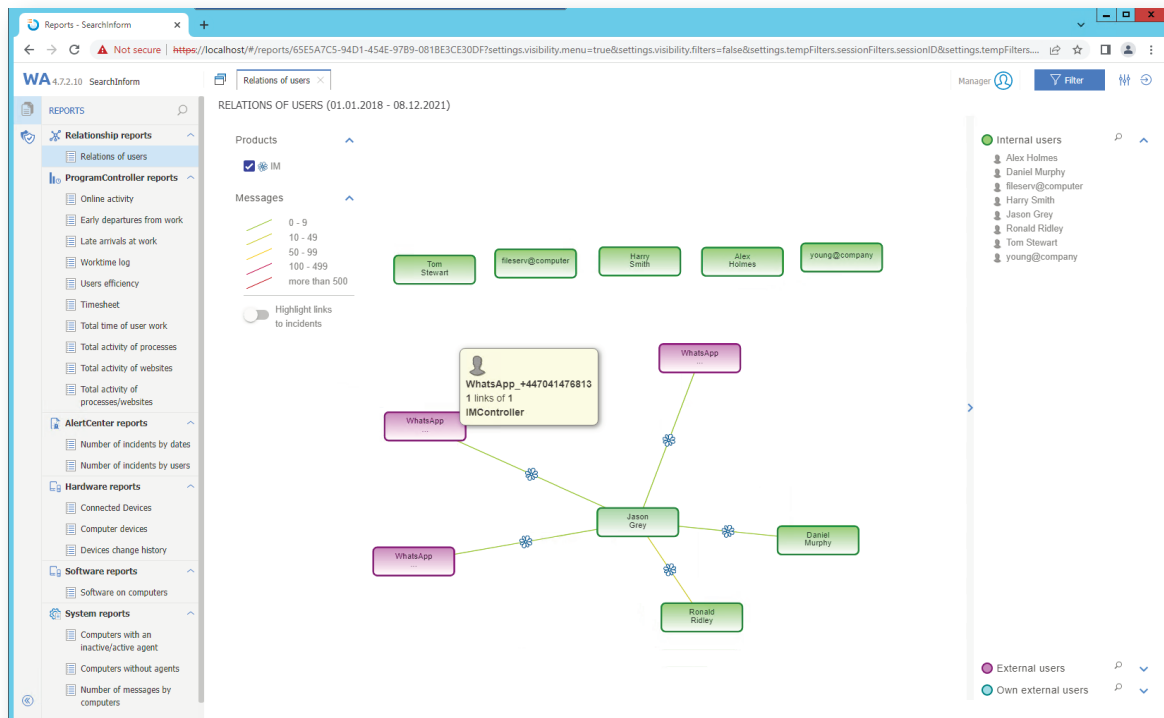 Reports - SearchInform
Not secure
https://localhost/#/reports/65E5A7C5-94D1-454E-97B9-081BE3CE30DF?settings.visibility.menu=true&settings.visibility.filters=false&settings.tempFilters.sessionFilters.sessionID&settings.tempFilters....
WA 4.7.2.10 SearchInform
Relations of users
Manager
Filter
REPORTS
Relationship reports
Relations of users
ProgramController reports
Online activity
Early departures from work
Late arrivals at work
Worktime log
Users efficiency
Timesheet
Total time of user work
Total activity of processes
Total activity of websites
Total activity of
processes/websites
AlertCenter reports
Number of incidents by dates
Number of incidents by users
Hardware reports
Connected Devices
Computer devices
Devices change history
Software reports
Software on computers
System reports
Computers with an
inactive/active agent
Computers without agents
Number of messages by
computers
RELATIONS OF USERS (01.01.2018 - 08.12.2021)
Products
IM
Messages
0 - 9
10 - 49
50 - 99
100 - 499
more than 500
Highlight links
to incidents
Tom
Stewart
fileserv@computer
Harry
Smith
Alex
Holmes
young@company
WhatsApp
...
WhatsApp_+447041476813
1 links of 1
IMController
WhatsApp
...
Jason
Grey
Daniel
Murphy
WhatsApp
...
Ronald
Ridley
Internal users
Alex Holmes
Daniel Murphy
fileserv@computer
Harry Smith
Jason Grey
Ronald Ridley
Tom Stewart
young@company
External users
Own external users